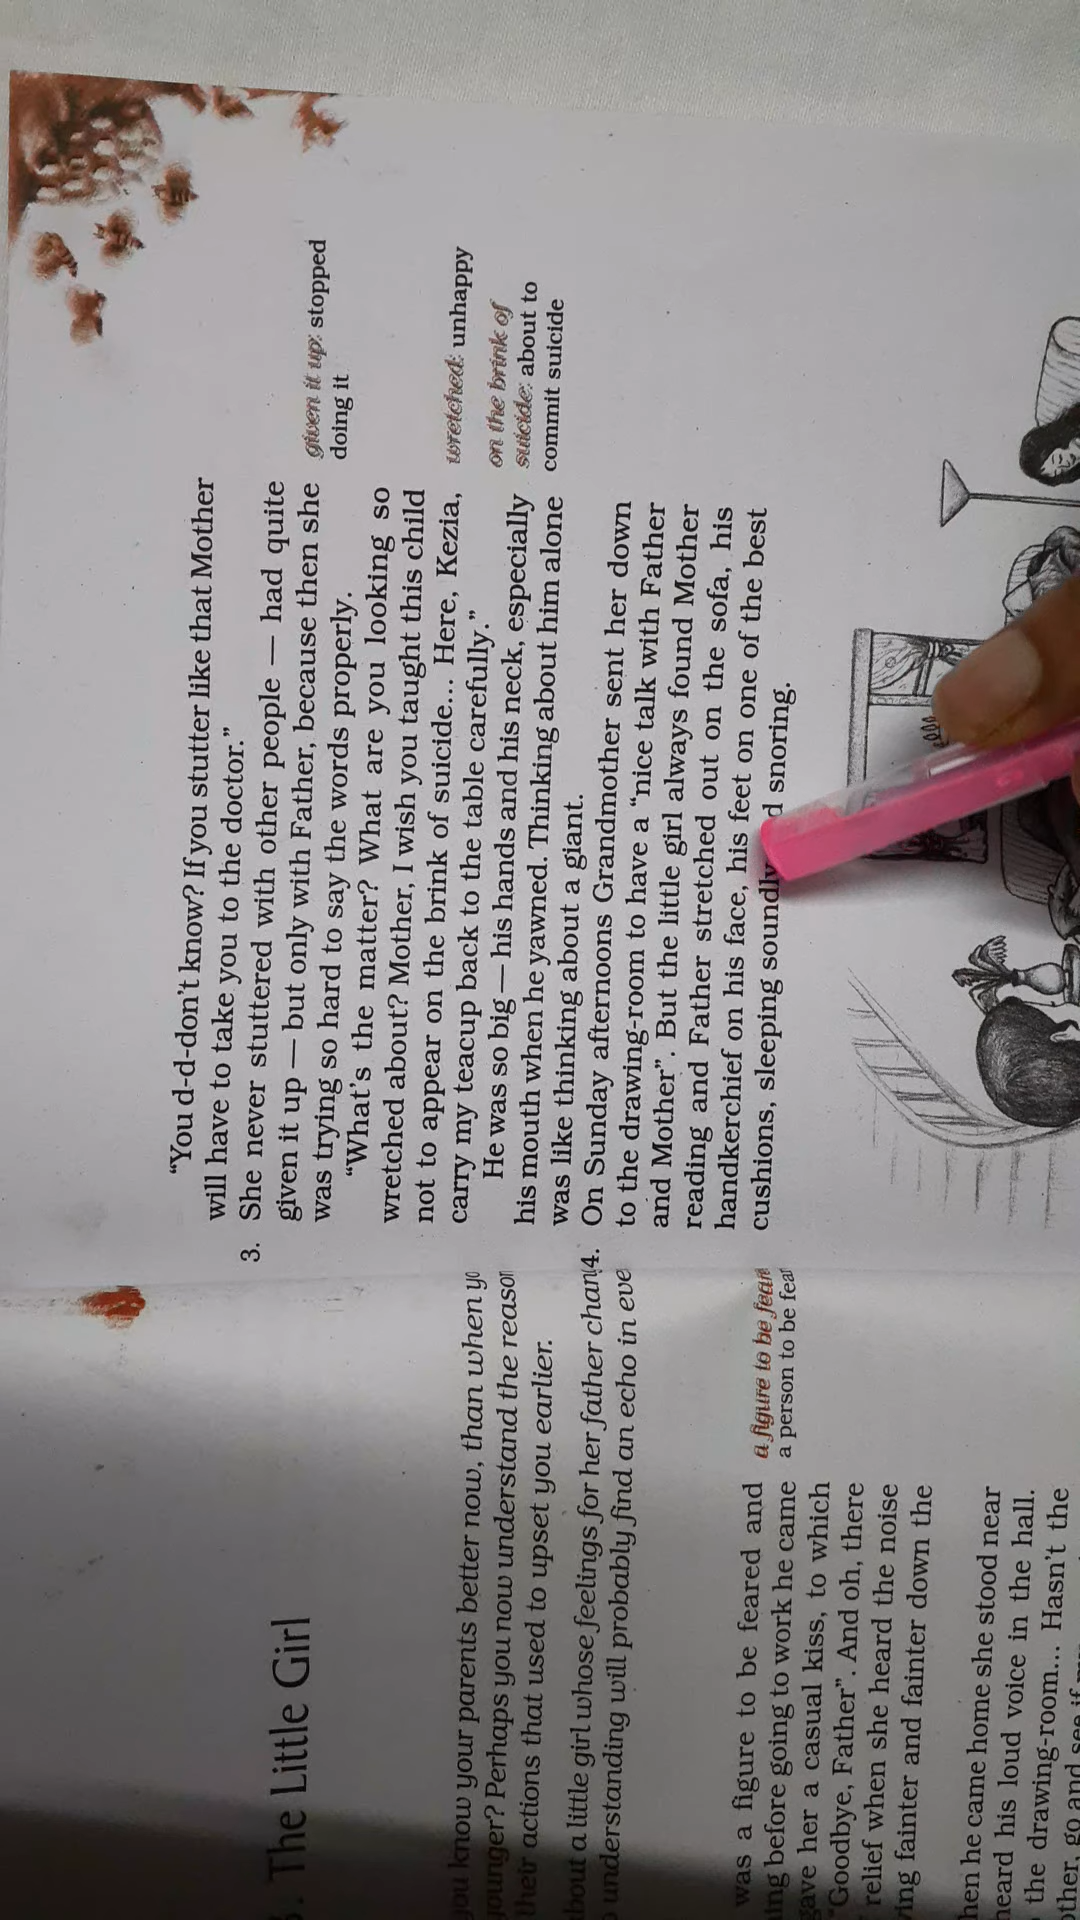 . The Little Girl
you know your parents better now, than when yo
younger? Perhaps you now understand the reason
their actions that used to upset you earlier.
bout a little girl whose feelings for her father chan
understanding will probably find an echo in eve
was a figure to be feared and
ing before going to work he came
gave her a casual kiss, to which
“Goodbye, Father”. And oh, there
relief when she heard the noise
ing fainter and fainter down the
a figure to be feare
a person to be fear
hen he came home she stood near
heard his loud voice in the hall.
the drawing-room... Hasn’t the
other, go and see if
“You d-d-don’t know? If you stutter like that Mother
will have to take you to the doctor.”
3. She never stuttered with other people — had quite
given it up — but only with Father, because then she
was trying so hard to say the words properly.
given it up: stopped
doing it
“What’s the matter? What are you looking so
wretched about? Mother, I wish you taught this child
not to appear on the brink of suicide... Here, Kezia,
carry my teacup back to the table carefully.”
wretched: unhappy
on the brink of
suicide: about to
commit suicide
He was so big — his hands and his neck, especially
his mouth when he yawned. Thinking about him alone
was like thinking about a giant.
4. On Sunday afternoons Grandmother sent her down
to the drawing-room to have a “nice talk with Father
and Mother”. But the little girl always found Mother
reading and Father stretched out on the sofa, his
handkerchief on his face, his feet on one of the best
cushions, sleeping soundly d snoring.